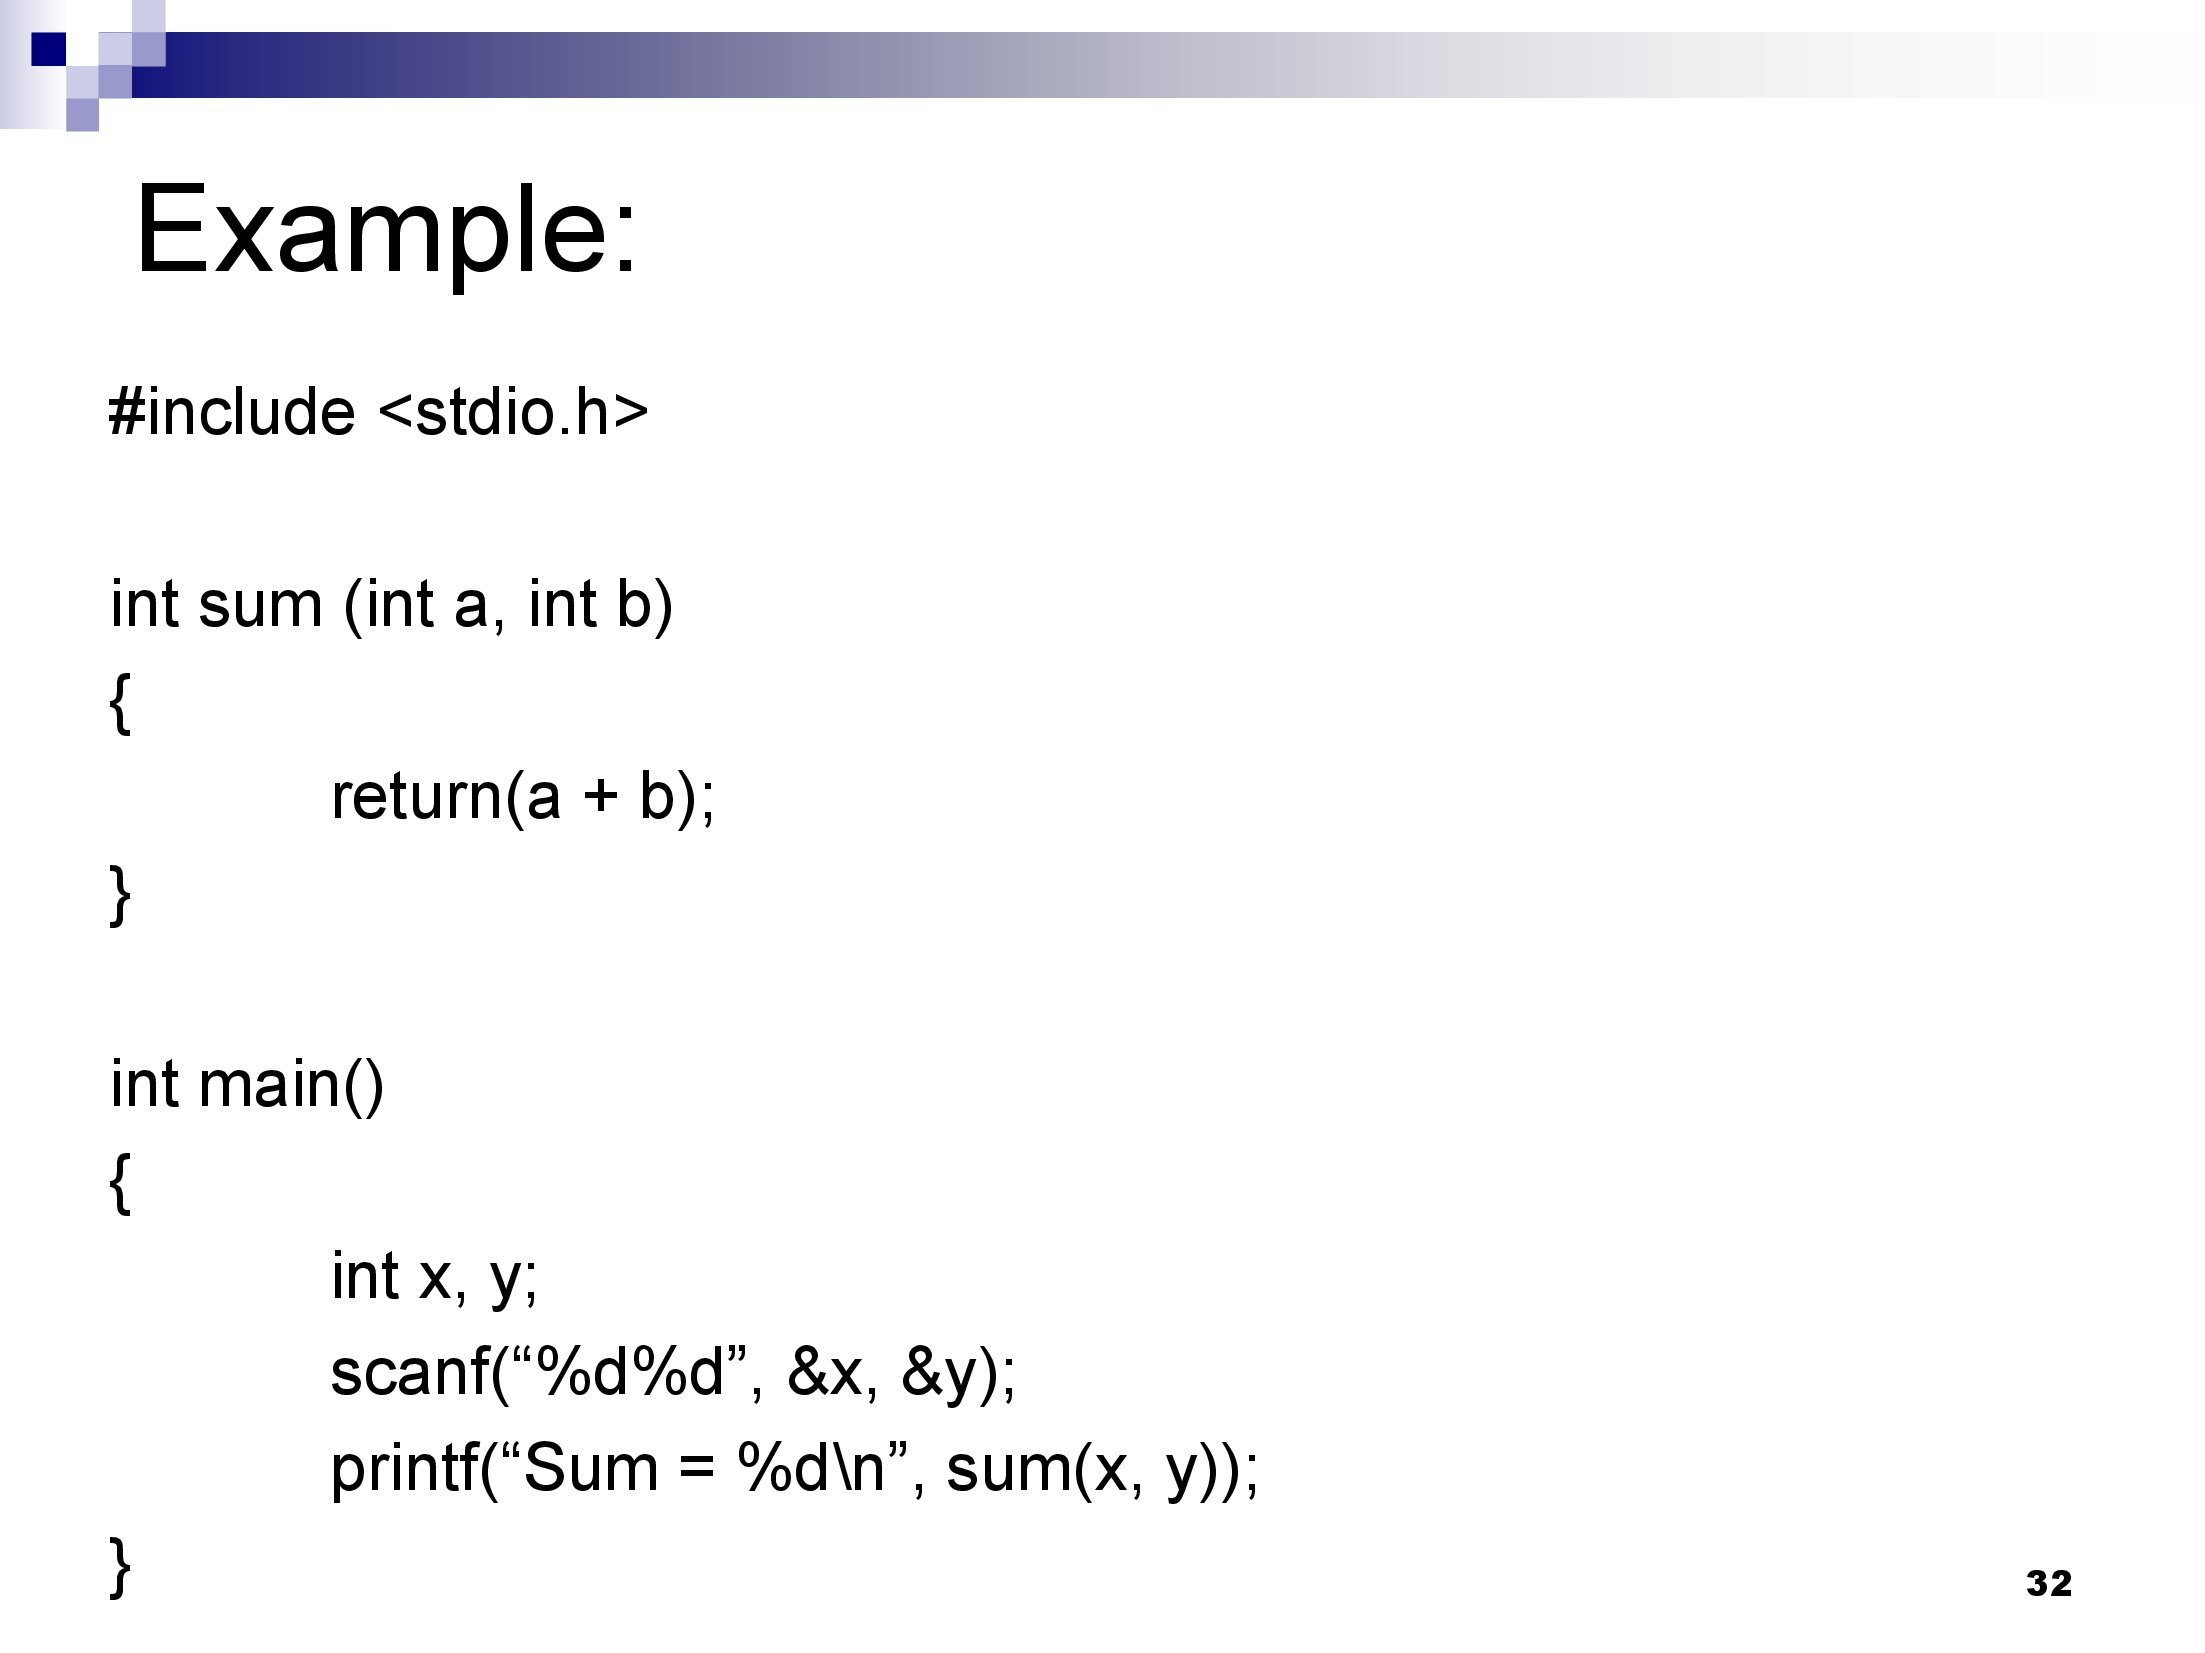 Example:
#include <stdio.h>
int sum (int a, int b)
{
return(a + b);
}
int main()
{
int x, y;
scanf(“%d%d”, &x, &y);
printf(“Sum = %d\n”, sum(x, y));
}
32